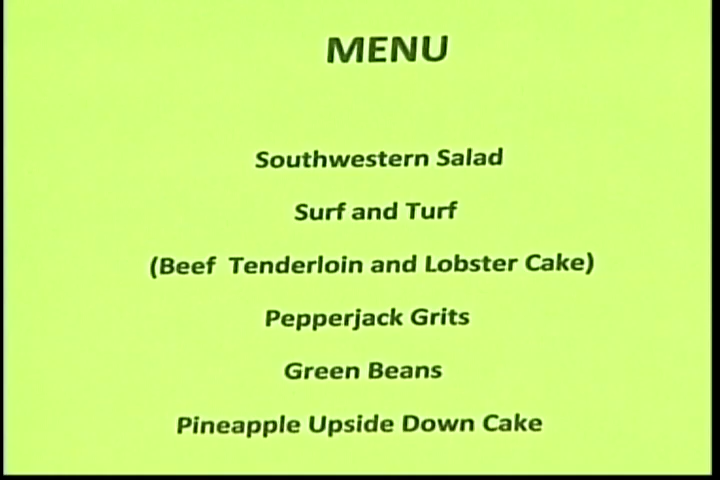 MENU
Southwestern Salad
Surf and Turf
(Beef Tenderloin and Lobster Cake)
Pepperjack Grits
Green Beans
Pineapple Upside Down Cake